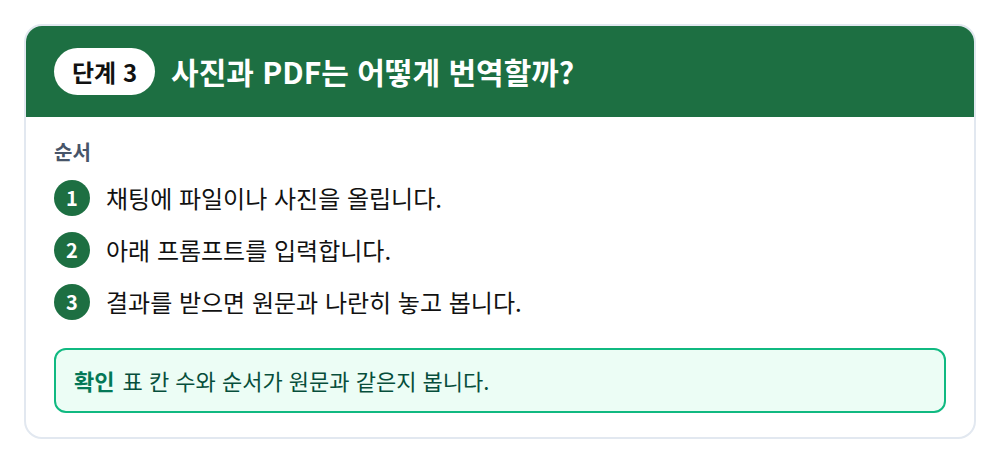 단계 3 사진과 PDF는 어떻게 번역할까?
순서
1 채팅에 파일이나 사진을 올립니다.
2 아래 프롬프트를 입력합니다.
3 결과를 받으면 원문과 나란히 놓고 봅니다.
확인 표 칸 수와 순서가 원문과 같은지 봅니다.